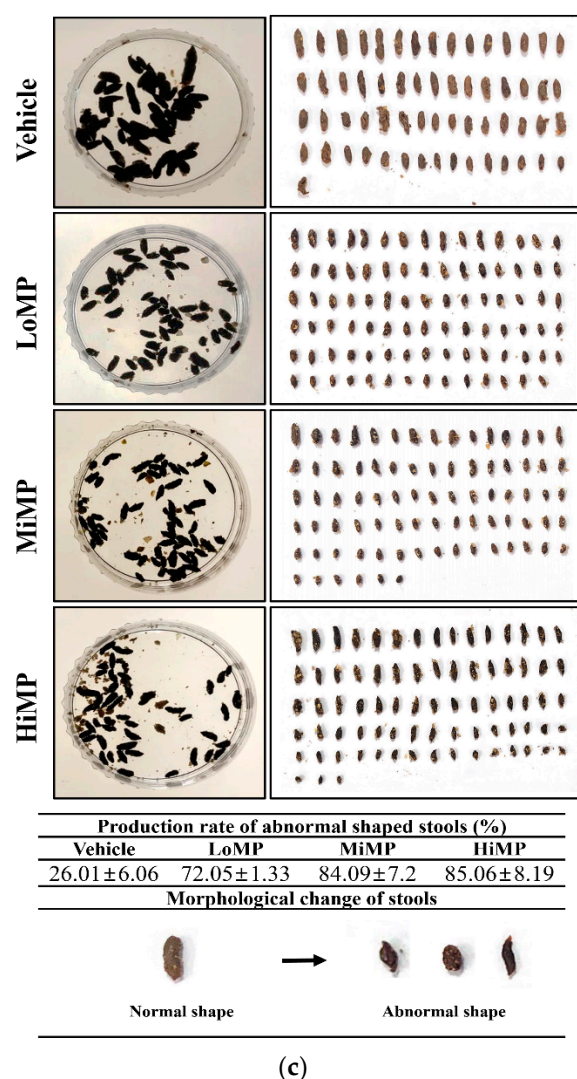 Vehicle
LoMP
MiMP
HiMP
Production rate of abnormal shaped stools (%)
Vehicle LoMP MiMP HiMP
26.01±6.06 72.05±1.33 84.09±7.2 85.06±8.19
Morphological change of stools
Normal shape Abnormal shape
(c)